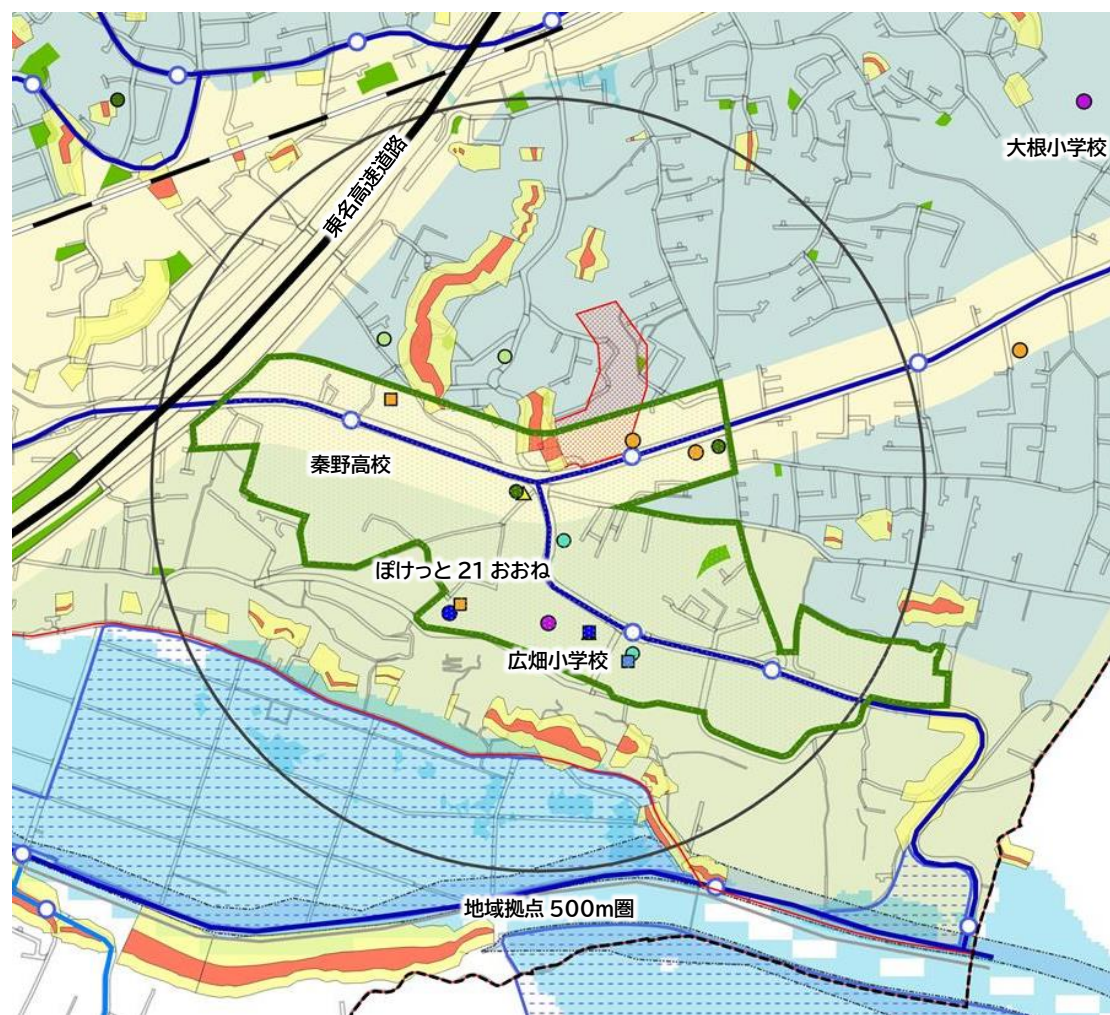 大根小学校
東名高速道路
秦野高校
ぽけっと 21 おおね
広畑小学校
地域拠点 500m圏